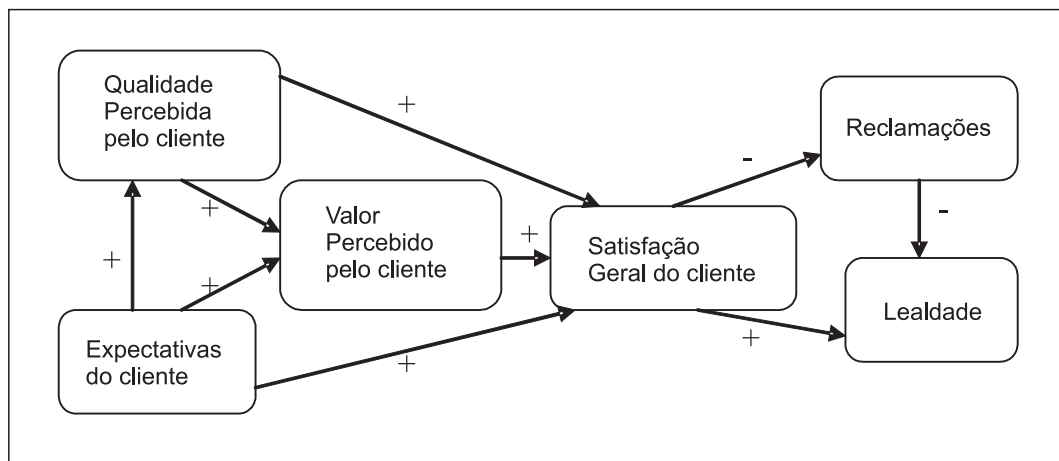 Qualidade
Percebida
pelo cliente
+
Reclamações
-
+
Valor
Percebido
pelo cliente
+
Satisfação
Geral do cliente
-
+
+
Lealdade
Expectativas
do cliente
+
+